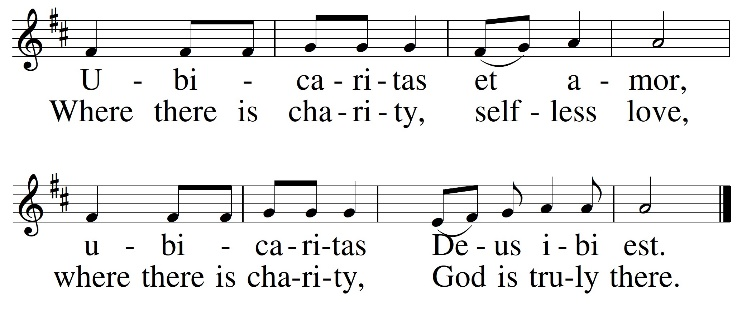 U - bi - ca - ri - tas et a - mor,
Where there is cha - ri - ty, self - less love,
u - bi - ca - ri - tas De - us i - bi est.
where there is cha - ri - ty, God is tru - ly there.